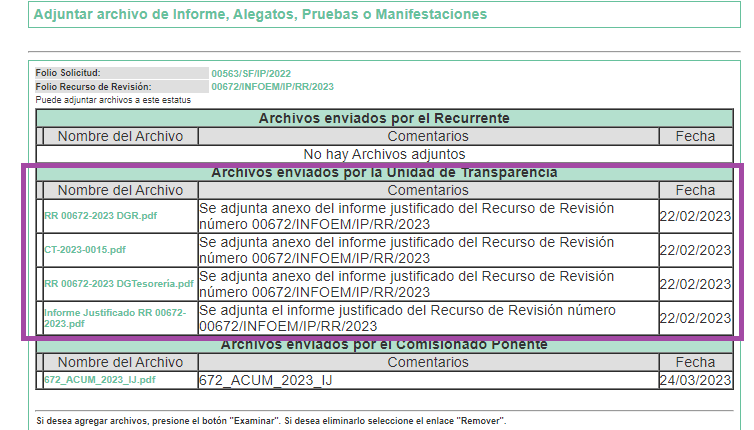 Adjuntar archivo de Informe, Alegatos, Pruebas o Manifestaciones
Folio Solicitud: 00563/SF/IP/2022
Folio Recurso de Revisión: 00672/INFOEM/IP/RR/2023
Puede adjuntar archivos a este estatus
Archivos enviados por el Recurrente
Nombre del Archivo Comentarios Fecha
No hay Archivos adjuntos
Archivos enviados por la Unidad de Transparencia
Nombre del Archivo Comentarios Fecha
RR 00672-2023 DGR.pdf Se adjunta anexo del informe justificado del Recurso de Revisión 22/02/2023
número 00672/INFOEM/IP/RR/2023
CT-2023-0015.pdf Se adjunta anexo del informe justificado del Recurso de Revisión 22/02/2023
número 00672/INFOEM/IP/RR/2023
RR 00672-2023 DGTesorería.pdf Se adjunta anexo del informe justificado del Recurso de Revisión 22/02/2023
número 00672/INFOEM/IP/RR/2023
Informe Justificado RR 00672- Se adjunta el informe justificado del Recurso de Revisión número 22/02/2023
2023.pdf 00672/INFOEM/IP/RR/2023
Archivos enviados por el Comisionado Ponente
Nombre del Archivo Comentarios Fecha
672_ACUM_2023_IJ.pdf 672_ACUM_2023_IJ 24/03/2023
Si desea agregar archivos, presione el botón "Examinar". Si desea eliminarlo seleccione el enlace "Remover".